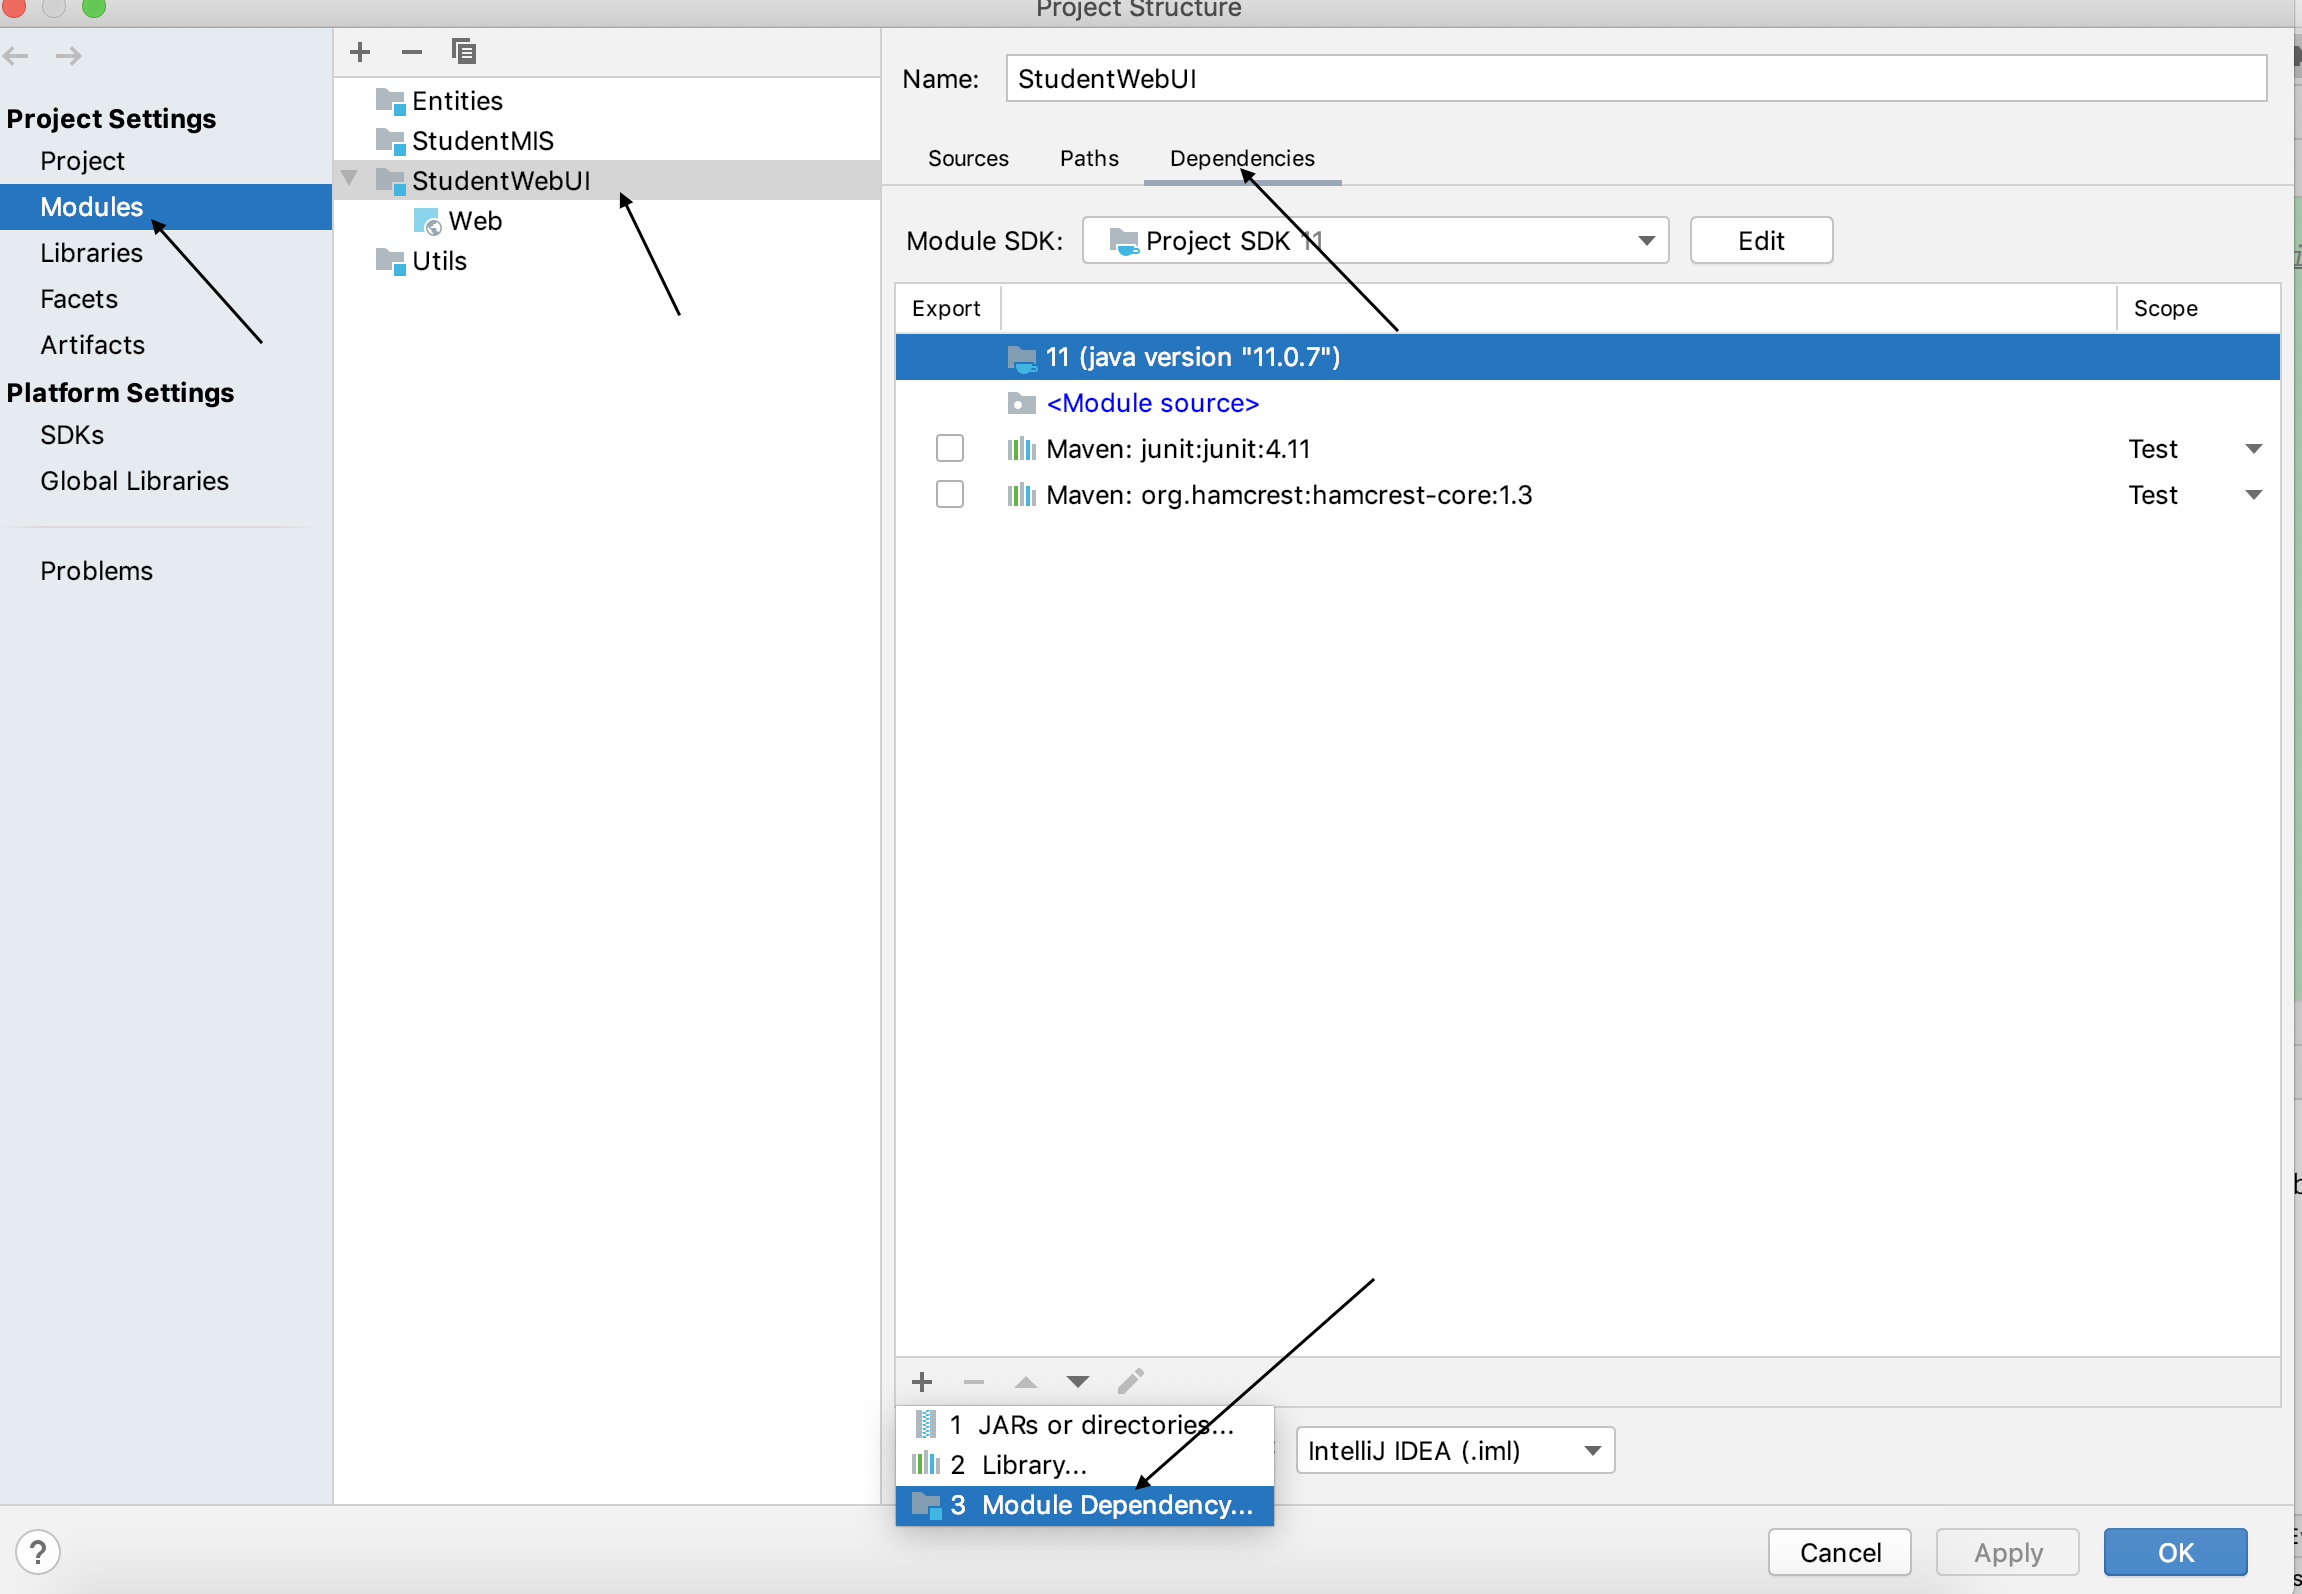 Project Structure
Project Settings
Project
Modules
Libraries
Facets
Artifacts
Platform Settings
SDKs
Global Libraries
Problems
Entities
StudentMIS
StudentWebUI
Web
Utils
Name: StudentWebUI
Sources Paths Dependencies
Module SDK: Project SDK 11 Edit
Export Scope
11 (java version "11.0.7")
<Module source>
Maven: junit:junit:4.11 Test
Maven: org.hamcrest:hamcrest-core:1.3 Test
1 JARs or directories...
2 Library...
3 Module Dependency...
IntelliJ IDEA (.iml)
? Cancel Apply OK